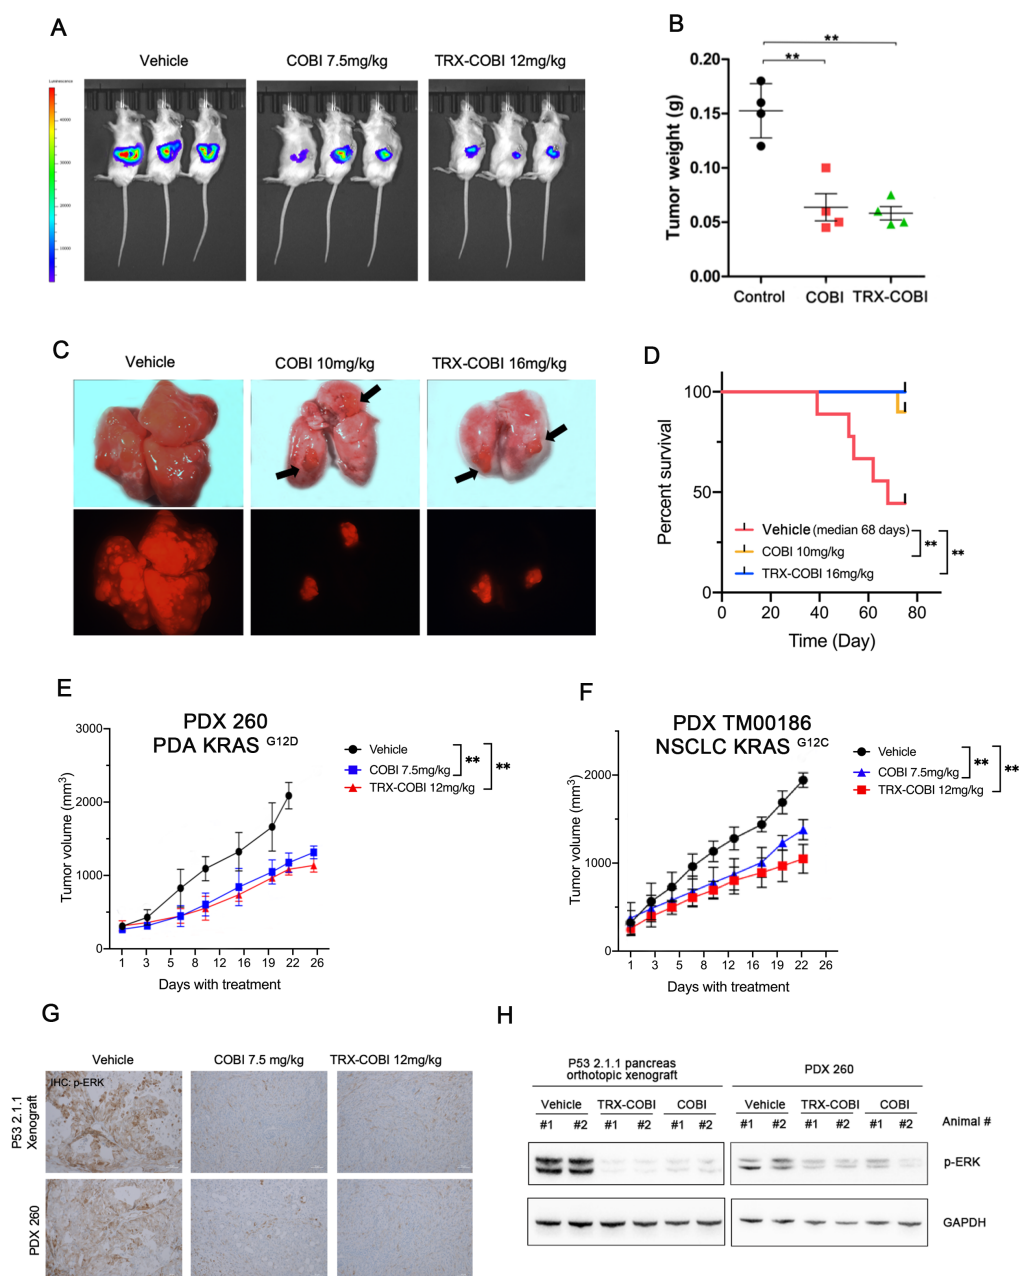 A
Vehicle
COBI 7.5mg/kg
TRX-COBI 12mg/kg
Luminescence
40000
30000
20000
10000
B
**
**
Tumor weight (g)
0.20
0.15
0.10
0.05
0.00
Control
COBI
TRX-COBI
C
Vehicle
COBI 10mg/kg
TRX-COBI 16mg/kg
D
Percent survival
100
50
0
Vehicle (median 68 days)
COBI 10mg/kg
TRX-COBI 16mg/kg
**
**
0 20 40 60 80
Time (Day)
E
PDX 260
PDA KRAS G12D
Tumor volume (mm3)
3000
2000
1000
0
Vehicle
COBI 7.5mg/kg
TRX-COBI 12mg/kg
**
**
1 3 5 8 12 15 19 22 26
Days with treatment
F
PDX TM00186
NSCLC KRAS G12C
Tumor volume (mm3)
2000
1000
0
Vehicle
COBI 7.5mg/kg
TRX-COBI 12mg/kg
**
**
1 3 5 8 12 15 19 22 26
Days with treatment
G
Vehicle
COBI 7.5 mg/kg
TRX-COBI 12mg/kg
IHC: p-ERK
P53 2.1.1
Xenograft
PDX 260
H
P53 2.1.1 pancreas
orthotopic xenograft
PDX 260
Vehicle TRX-COBI COBI
Vehicle TRX-COBI COBI
#1 #2 #1 #2 #1 #2
#1 #2 #1 #2 #1 #2
Animal #
p-ERK
GAPDH